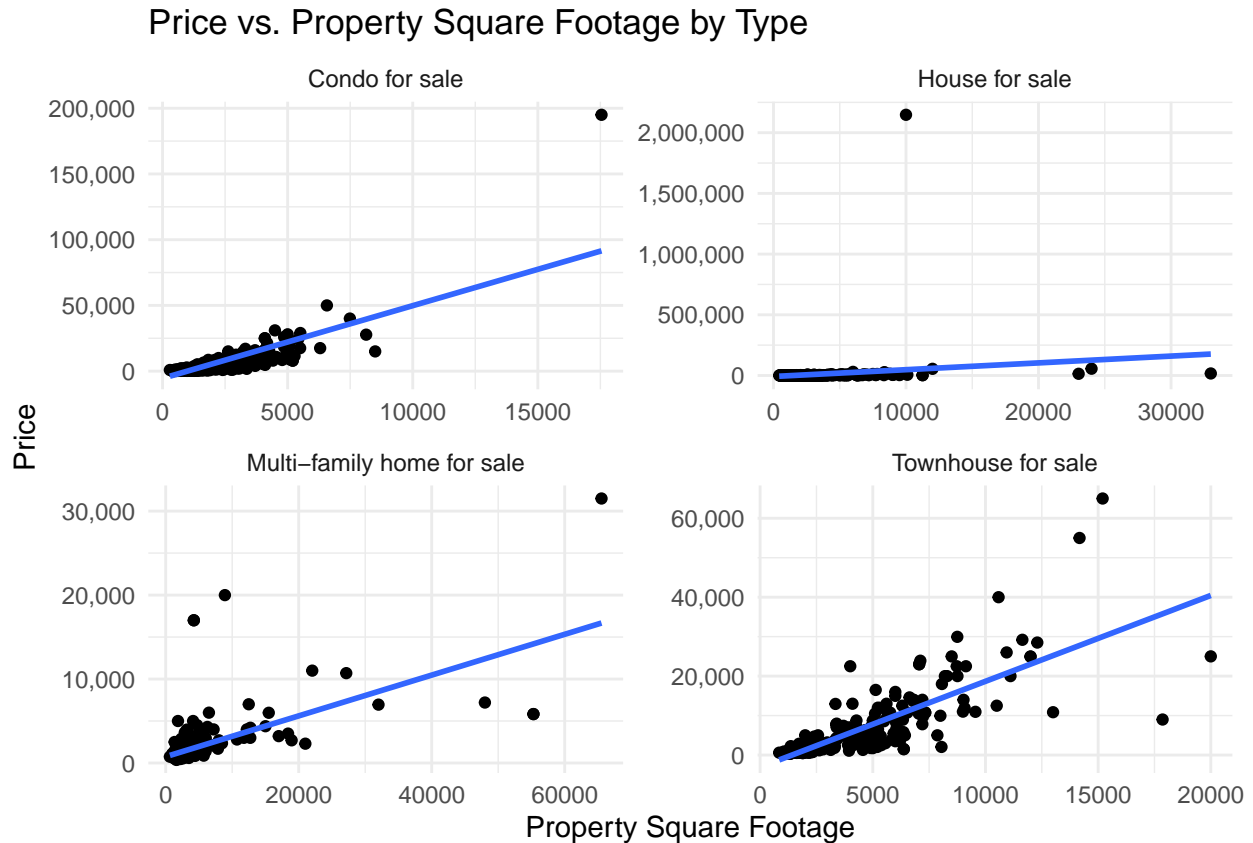 Price vs. Property Square Footage by Type
Condo for sale
200,000
150,000
100,000
50,000
0
0 5000 10000 15000
House for sale
2,000,000
1,500,000
1,000,000
500,000
0
0 10000 20000 30000
Price
Multi−family home for sale
30,000
20,000
10,000
0
0 20000 40000 60000
Townhouse for sale
60,000
40,000
20,000
0
0 5000 10000 15000 20000
Property Square Footage